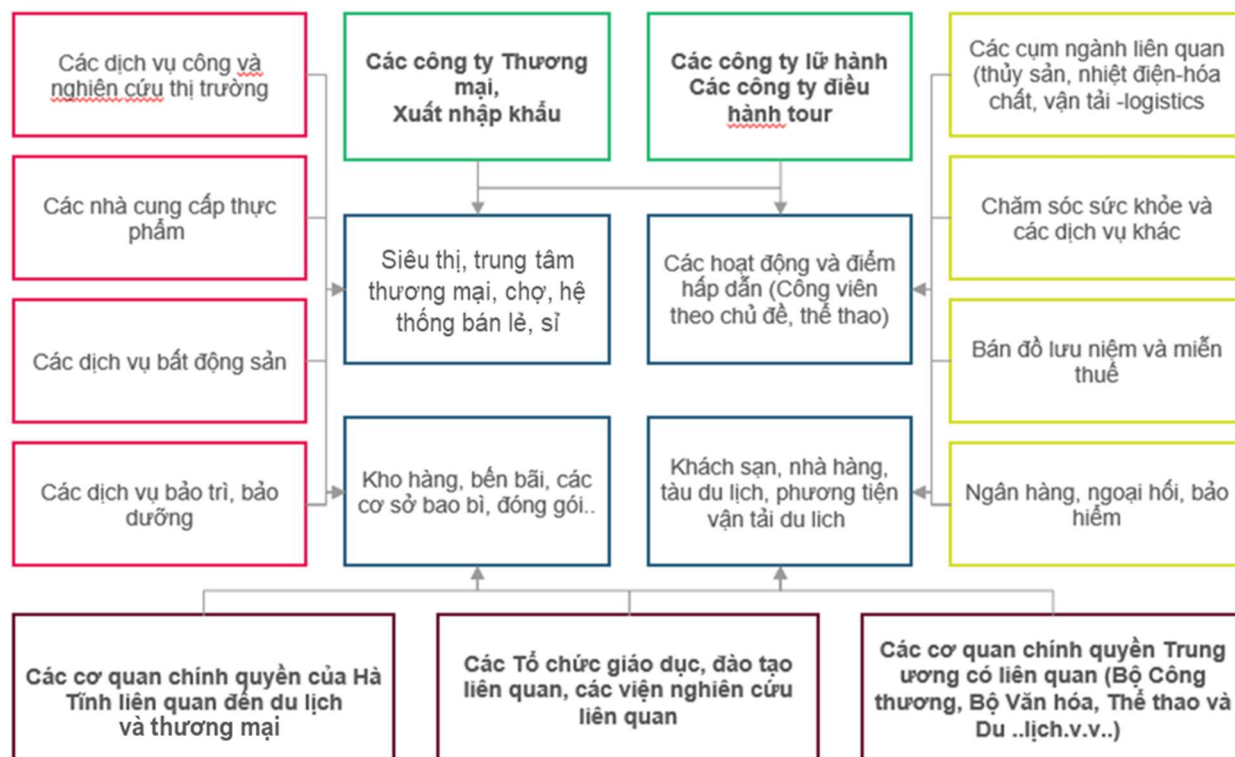 Các dịch vụ công và
nghiên cứu thị trường
Các công ty Thương
mại,
Xuất nhập khẩu
Các công ty lữ hành
Các công ty điều
hành tour
Các cụm ngành liên quan
(thủy sản, nhiệt điện-hóa
chất, vận tải -logistics
Các nhà cung cấp thực
phẩm
Siêu thị, trung tâm
thương mại, chợ, hệ
thống bán lẻ, sỉ
Các hoạt động và điểm
hấp dẫn (Công viên
theo chủ đề, thể thao)
Chăm sóc sức khỏe và
các dịch vụ khác
Các dịch vụ bất động sản
Bán đồ lưu niệm và miễn
thuế
Các dịch vụ bảo trì, bảo
dưỡng
Kho hàng, bến bãi, các
cơ sở bao bì, đóng gói..
Khách sạn, nhà hàng,
tàu du lịch, phương tiện
vận tải du lich
Ngân hàng, ngoại hối, bảo
hiểm
Các cơ quan chính quyền của Hà
Tĩnh liên quan đến du lịch
và thương mại
Các Tổ chức giáo dục, đào tạo
liên quan, các viện nghiên cứu
liên quan
Các cơ quan chính quyền Trung
ương có liên quan (Bộ Công
thương, Bộ Văn hóa, Thể thao và
Du ..lịch.v.v..)